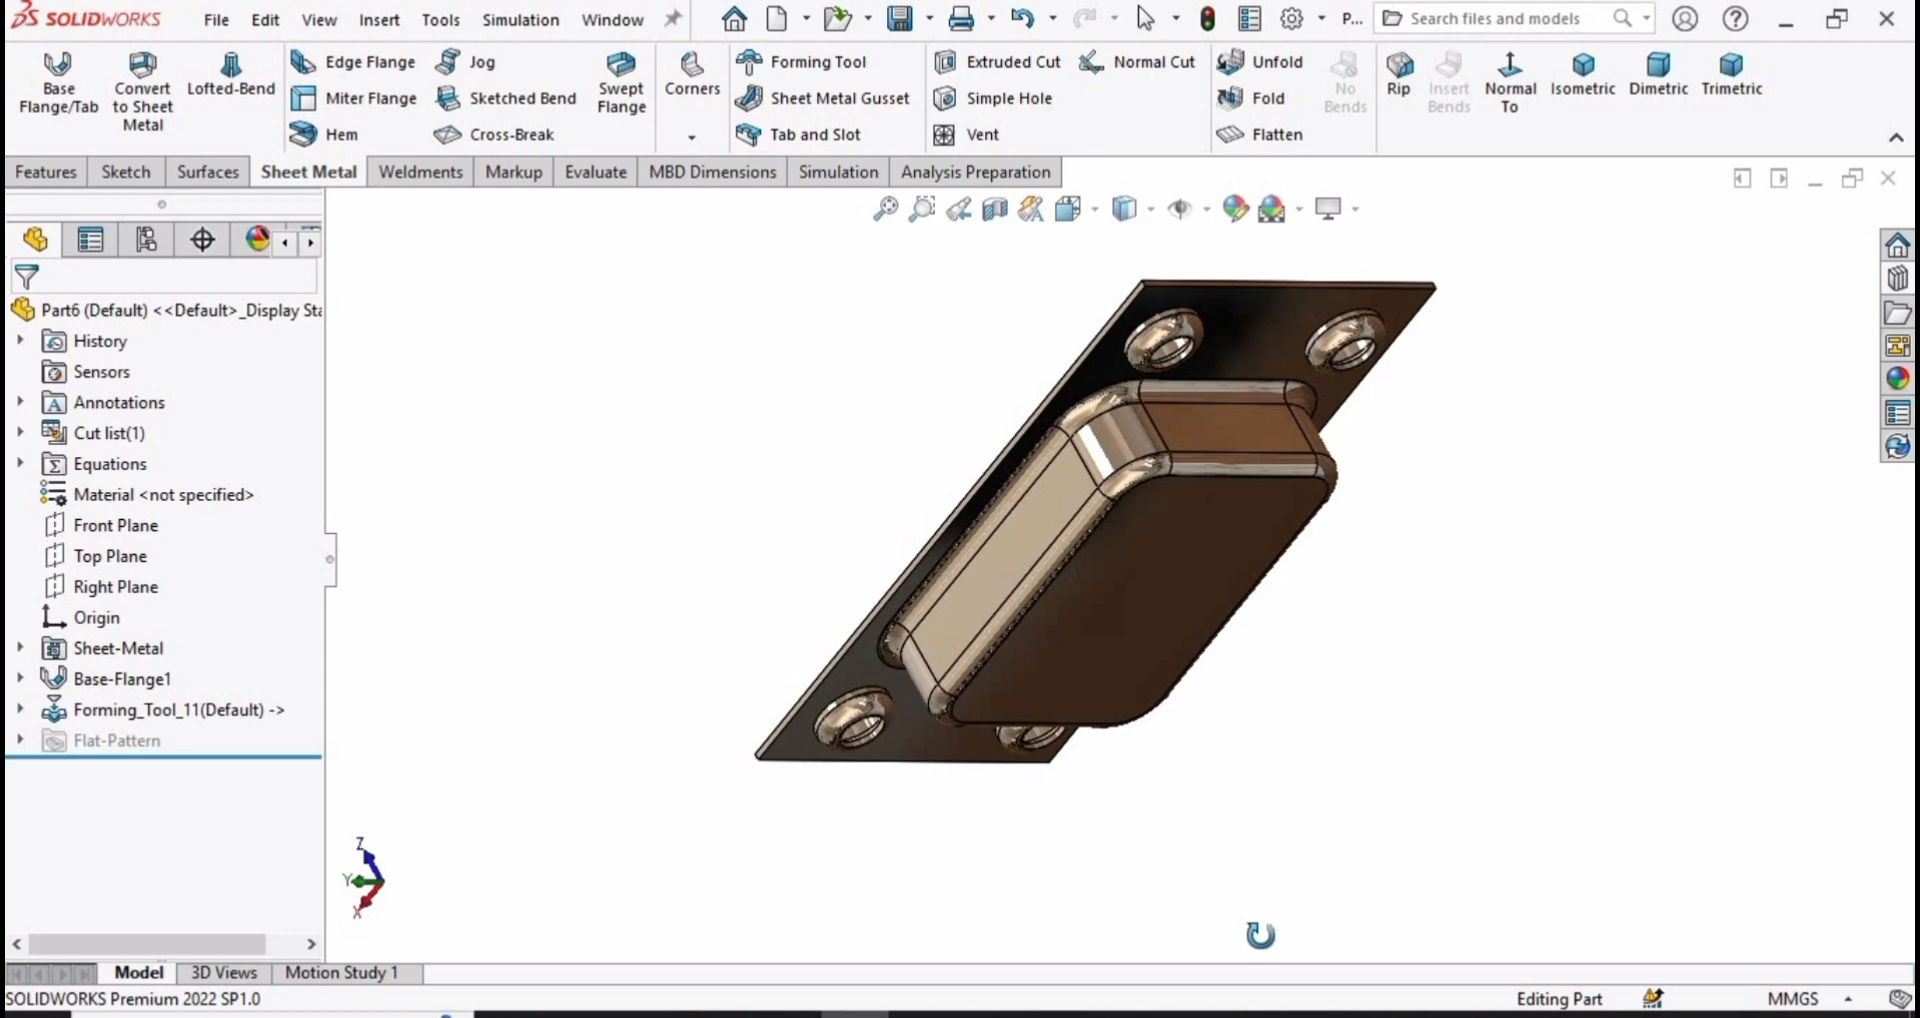 SOLIDWORKS File Edit View Insert Tools Simulation Window P... Search files and models
Base Flange/Tab
Convert to Sheet Metal
Lofted-Bend
Edge Flange
Miter Flange
Hem
Jog
Sketched Bend
Cross-Break
Swept Flange
Corners
Forming Tool
Sheet Metal Gusset
Tab and Slot
Extruded Cut
Simple Hole
Vent
Normal Cut
Unfold
Fold
Flatten
No Bends
Rip
Insert Bends
Normal To
Isometric
Dimetric
Trimetric
Features Sketch Surfaces Sheet Metal Weldments Markup Evaluate MBD Dimensions Simulation Analysis Preparation
Part6 (Default) <<Default>_Display Sta
History
Sensors
A Annotations
Cut list(1)
Σ Equations
Material <not specified>
Front Plane
Top Plane
Right Plane
Origin
Sheet-Metal
Base-Flange1
Forming_Tool_11(Default) ->
Flat-Pattern
Z
Y
X
Model 3D Views Motion Study 1
SOLIDWORKS Premium 2022 SP1.0 Editing Part MMGS